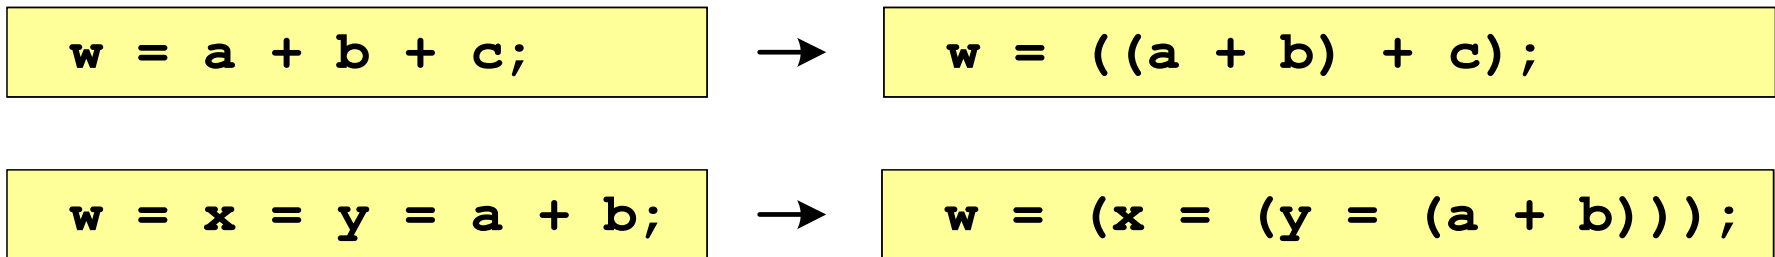 w = a + b + c; → w = ((a + b) + c);
w = x = y = a + b; → w = (x = (y = (a + b)));